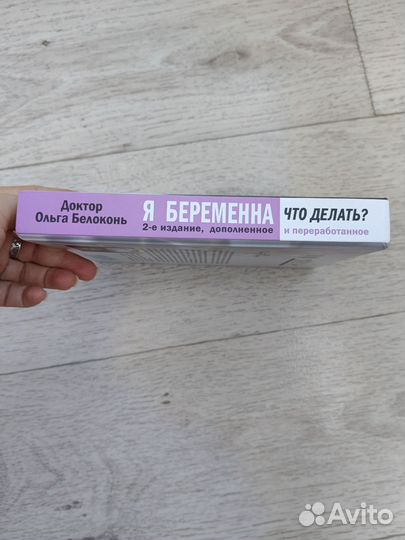 Доктор
Ольга Белоконь
Я БЕРЕМЕННА ЧТО ДЕЛАТЬ?
2-е издание, дополненное и переработанное
Avito